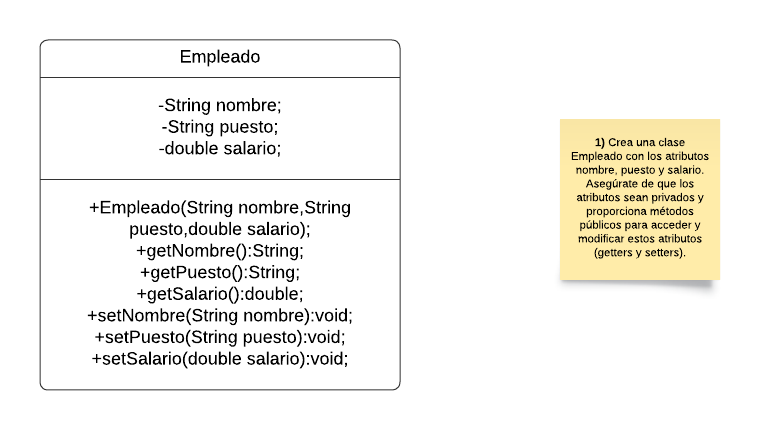 Empleado
-String nombre;
-String puesto;
-double salario;
+Empleado(String nombre,String
puesto,double salario);
+getNombre():String;
+getPuesto():String;
+getSalario():double;
+setNombre(String nombre):void;
+setPuesto(String puesto):void;
+setSalario(double salario):void;
1) Crea una clase
Empleado con los atributos
nombre, puesto y salario.
Asegúrate de que los
atributos sean privados y
proporciona métodos
públicos para acceder y
modificar estos atributos
(getters y setters).